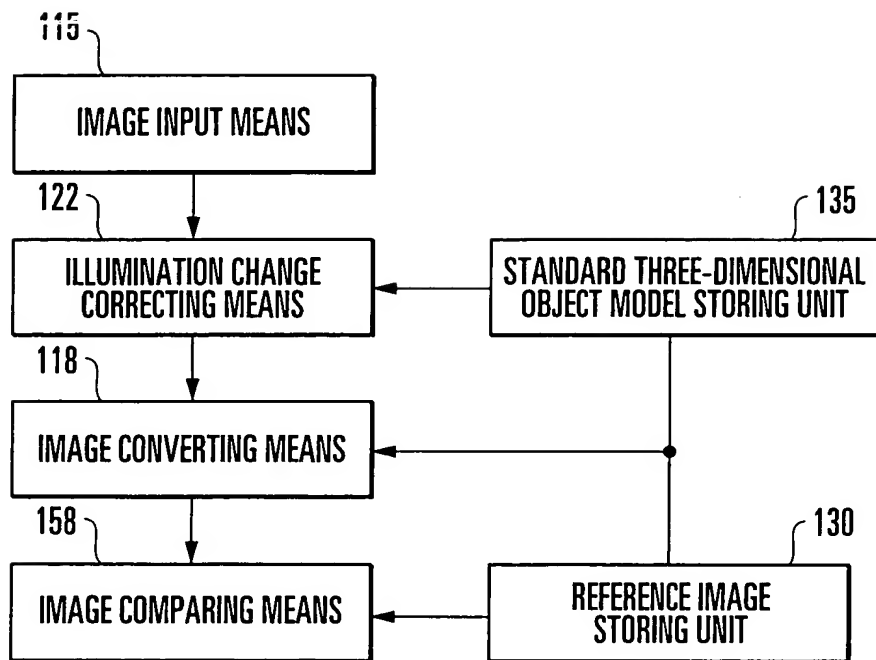 115
IMAGE INPUT MEANS
122
ILLUMINATION CHANGE
CORRECTING MEANS
135
STANDARD THREE-DIMENSIONAL
OBJECT MODEL STORING UNIT
118
IMAGE CONVERTING MEANS
158
IMAGE COMPARING MEANS
130
REFERENCE IMAGE
STORING UNIT